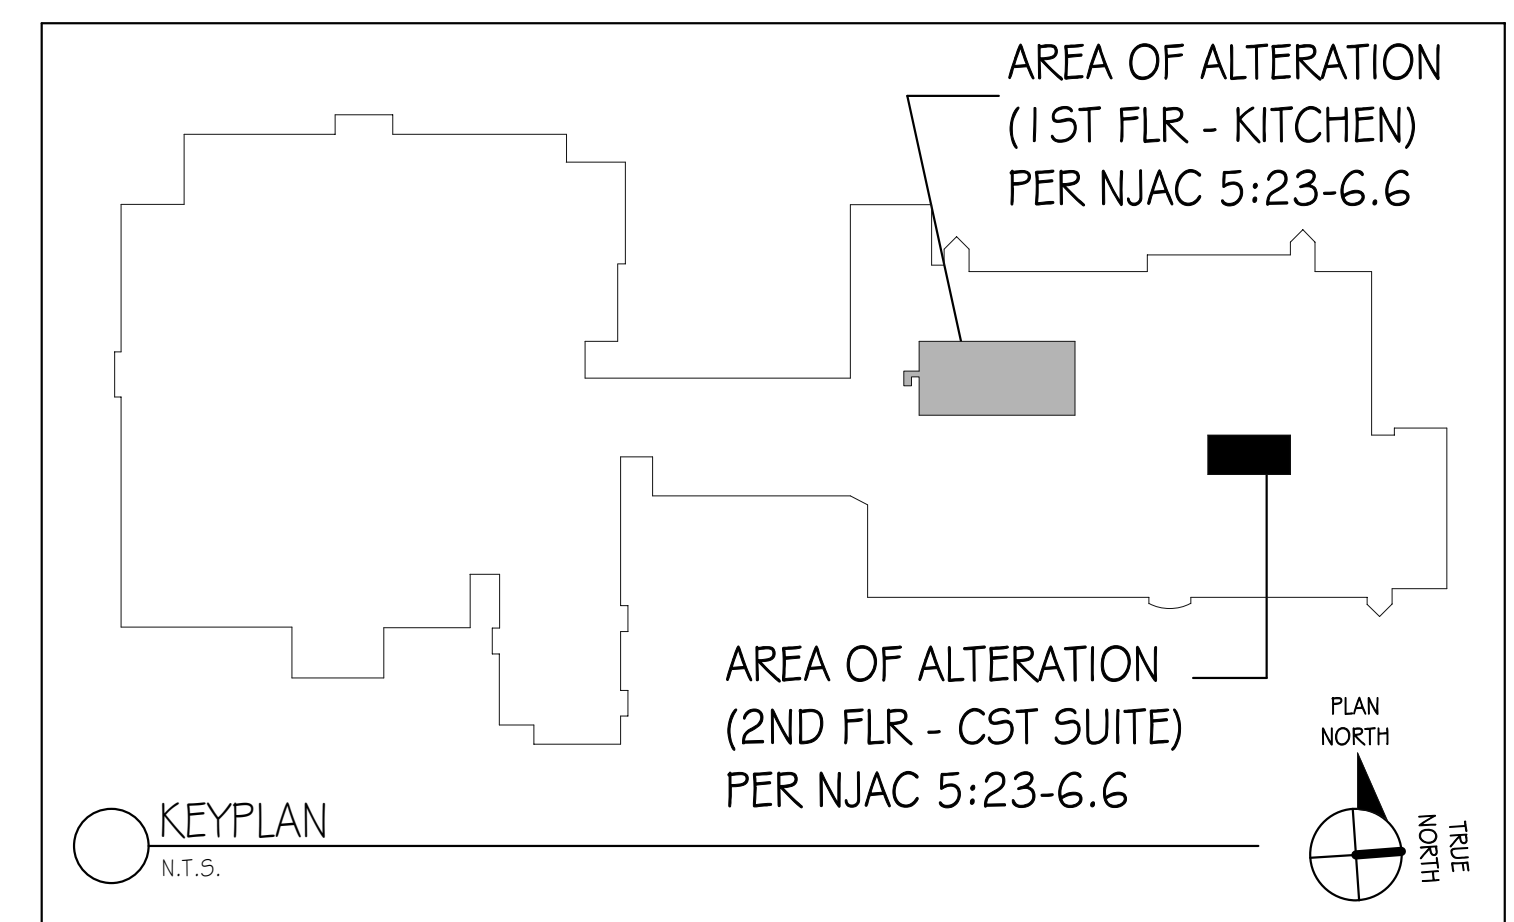 AREA OF ALTERATION
(1ST FLR - KITCHEN)
PER NJAC 5:23-6.6
AREA OF ALTERATION
(2ND FLR - CST SUITE)
PER NJAC 5:23-6.6
PLAN
NORTH
TRUE
NORTH
KEYPLAN
N.T.S.